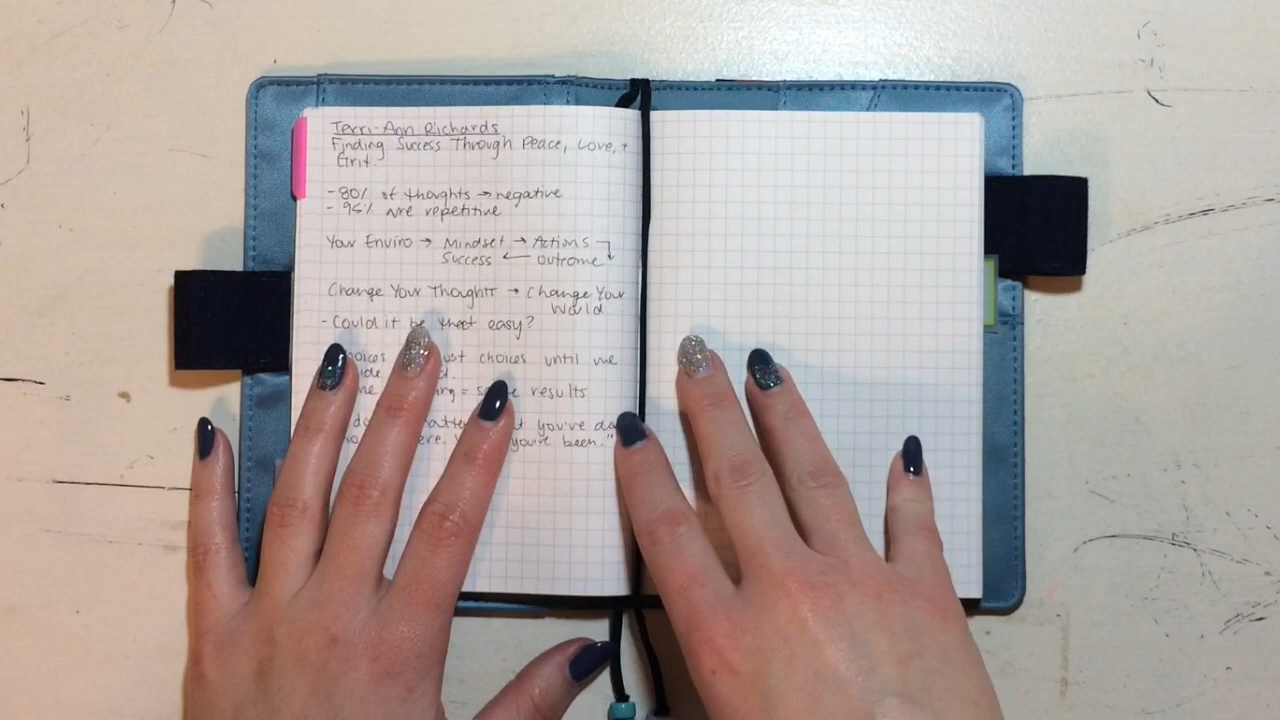 Terri-Ann Richards
Finding Success Through Peace, Love, +
Grit.
- 80% of thoughts → negative
- 95% are repetitive
Your Enviro → Mindset → Actions
Success ← outcome
Change Your Thoughts → Change Your
World
- Could it be that easy?
just choices until we
= same results
you've
you've been."